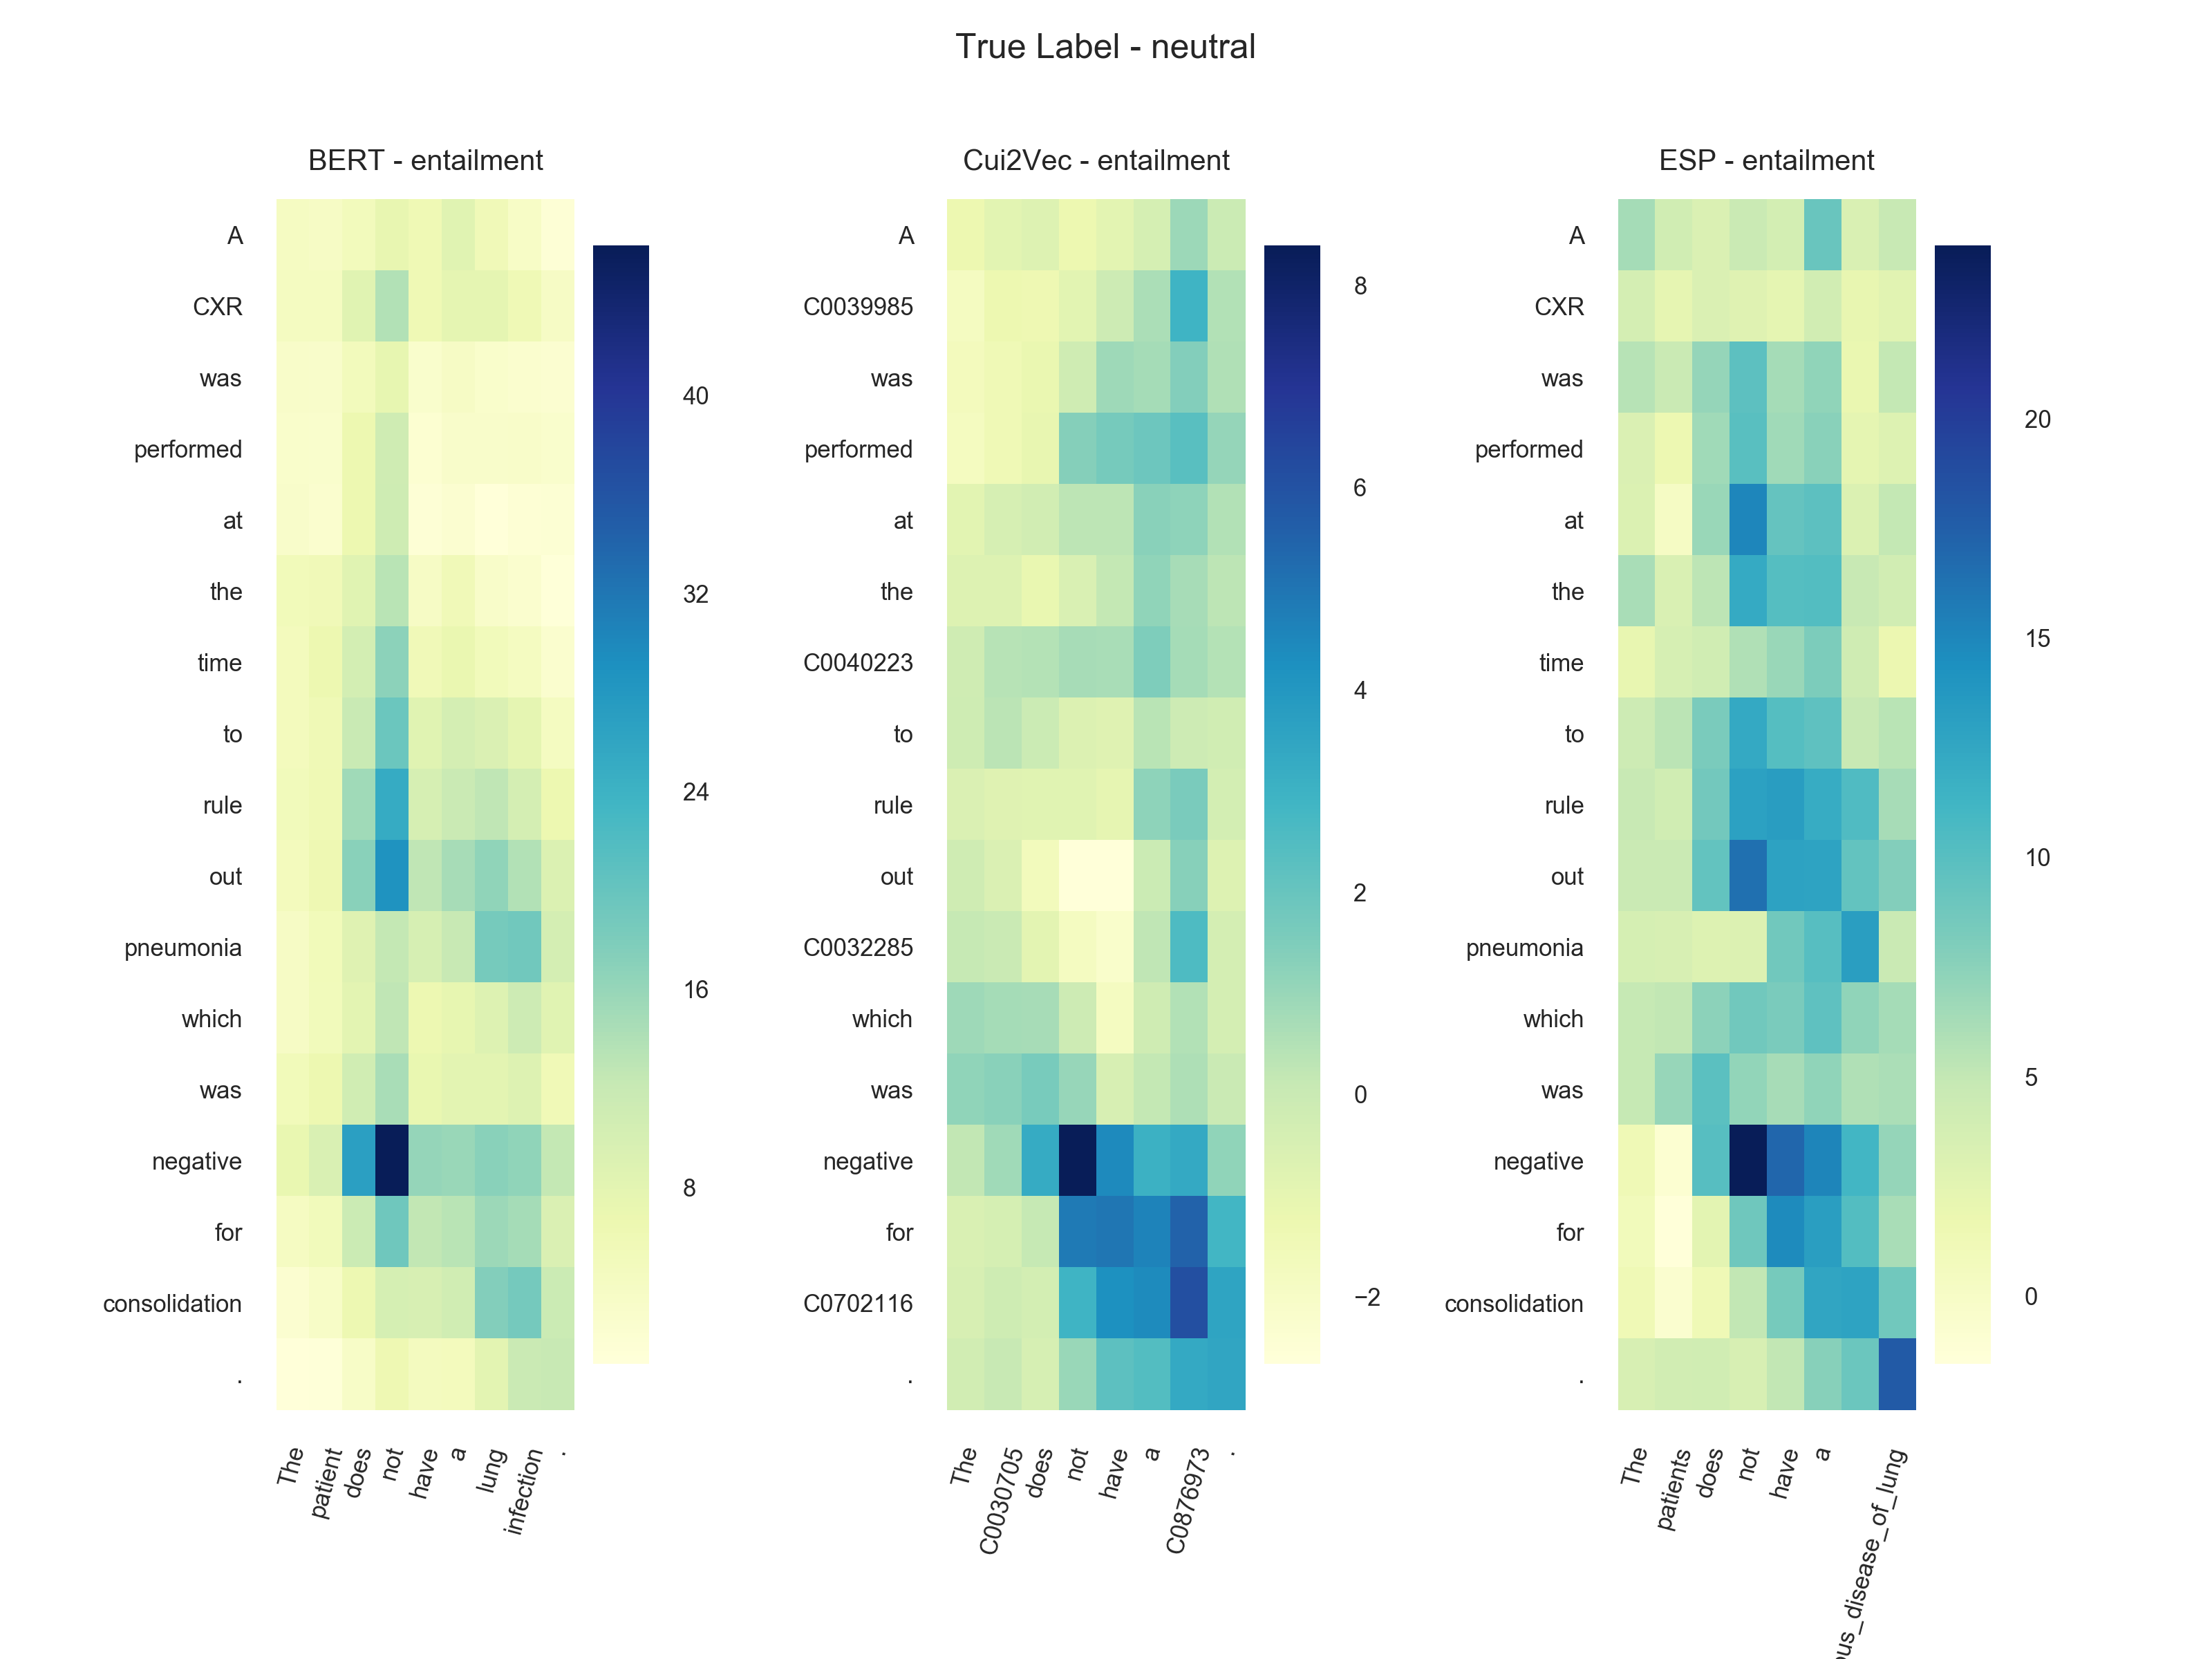 True Label - neutral
BERT - entailment
A
CXR
was
performed
at
the
time
to
rule
out
pneumonia
which
was
negative
for
consolidation
.
The
patient
does
not
have
a
lung
infection
.
40
32
24
16
8
Cui2Vec - entailment
A
C0039985
was
performed
at
the
C0040223
to
rule
out
C0032285
which
was
negative
for
C0702116
.
The
C0030705
does
not
have
a
C0876973
.
8
6
4
2
0
−2
ESP - entailment
A
CXR
was
performed
at
the
time
to
rule
out
pneumonia
which
was
negative
for
consolidation
.
The
patients
does
not
have
a
ous_disease_of_lung
20
15
10
5
0